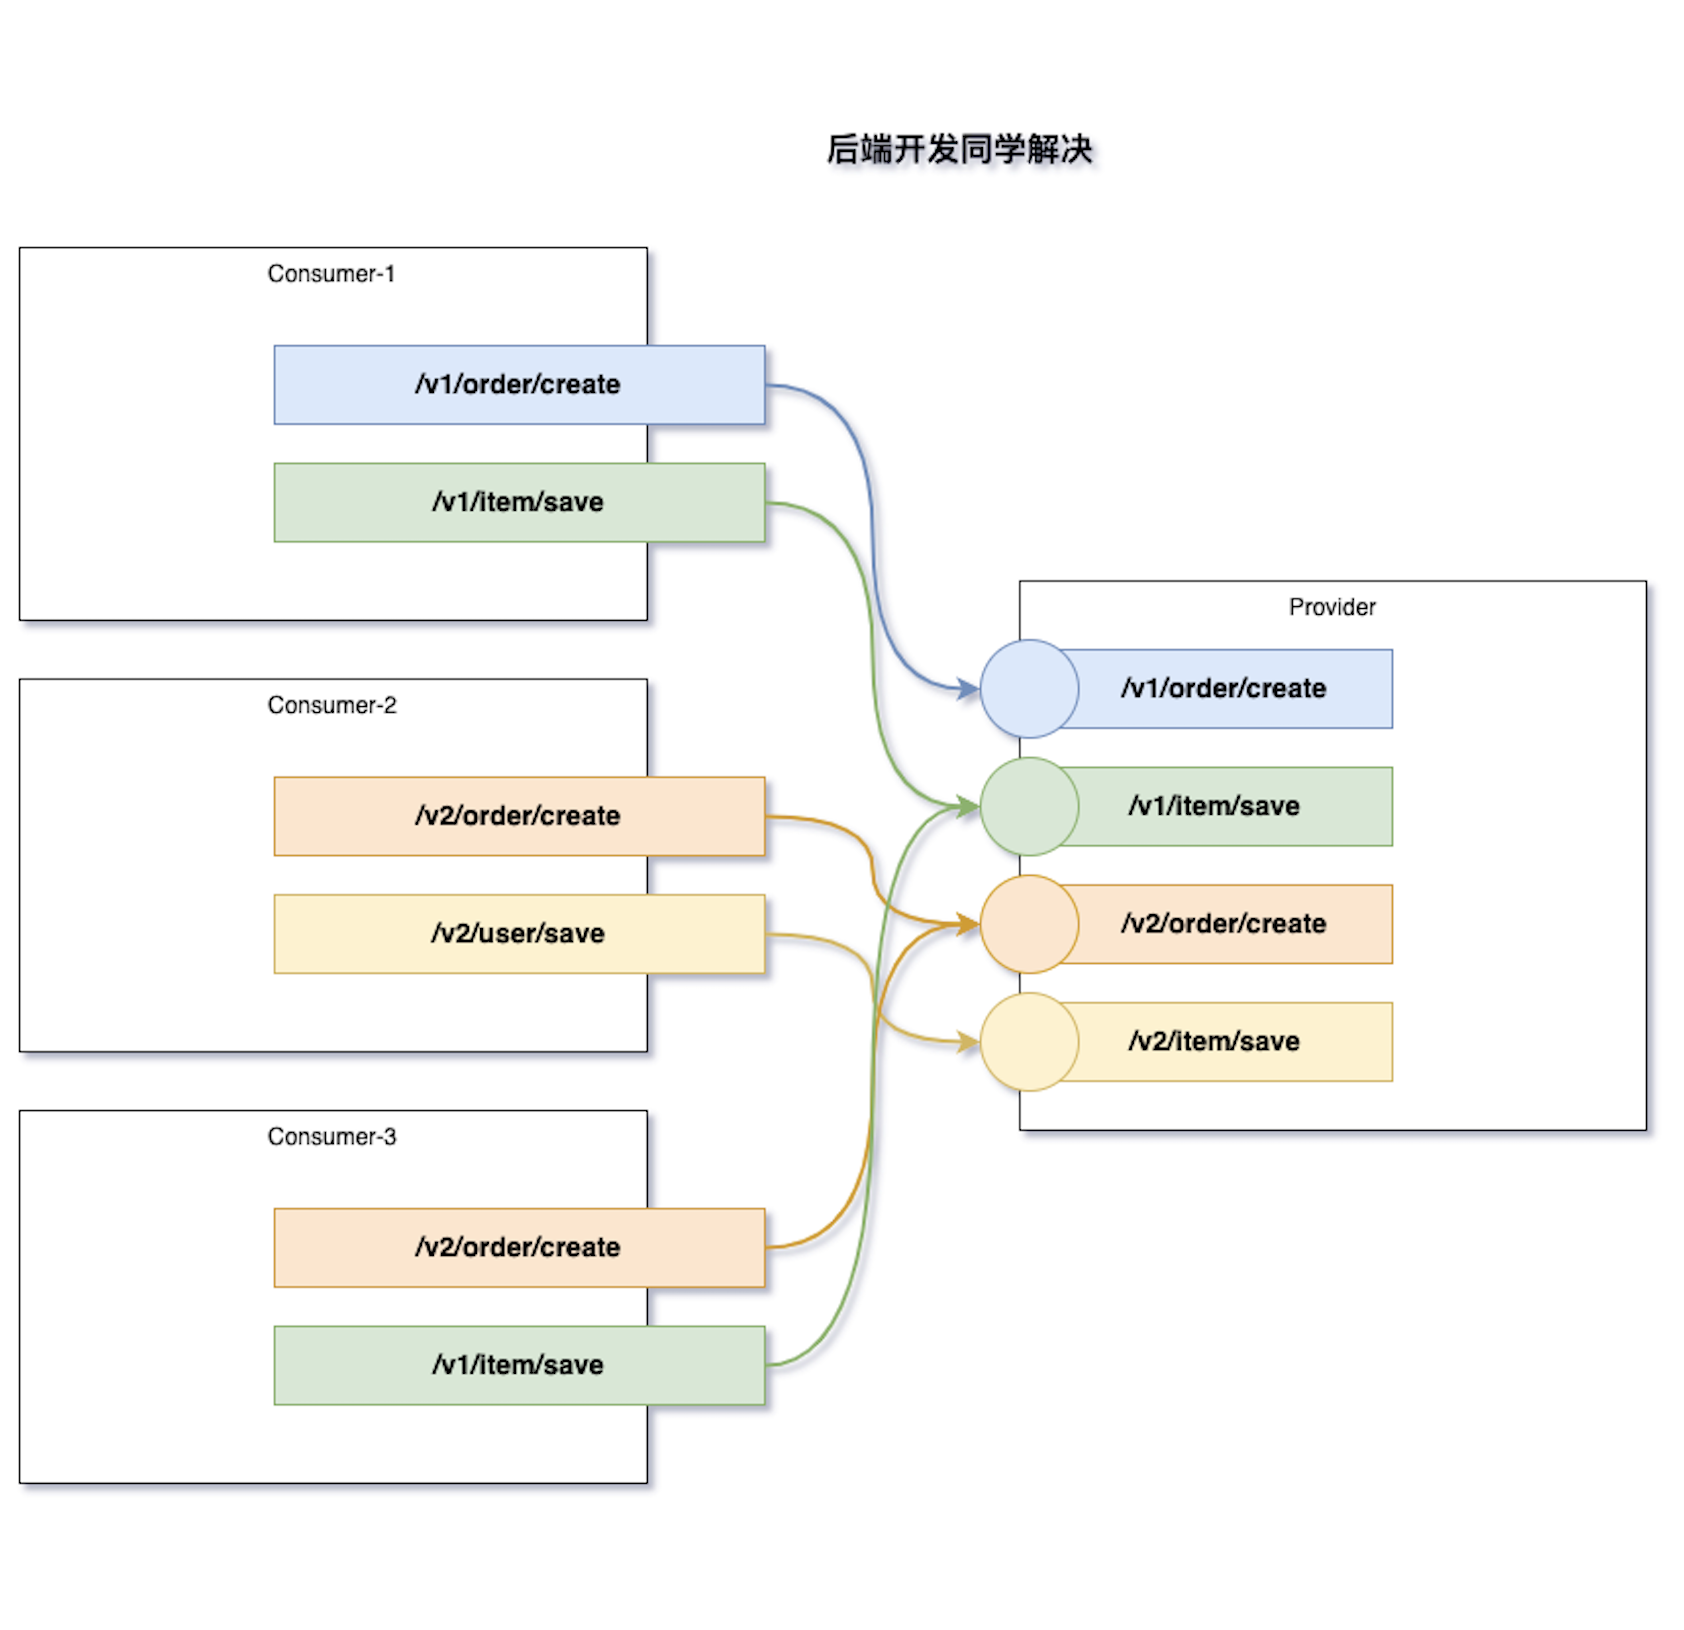 后端开发同学解决
Consumer-1
/v1/order/create
/v1/item/save
Consumer-2
/v2/order/create
/v2/user/save
Consumer-3
/v2/order/create
/v1/item/save
Provider
/v1/order/create
/v1/item/save
/v2/order/create
/v2/item/save